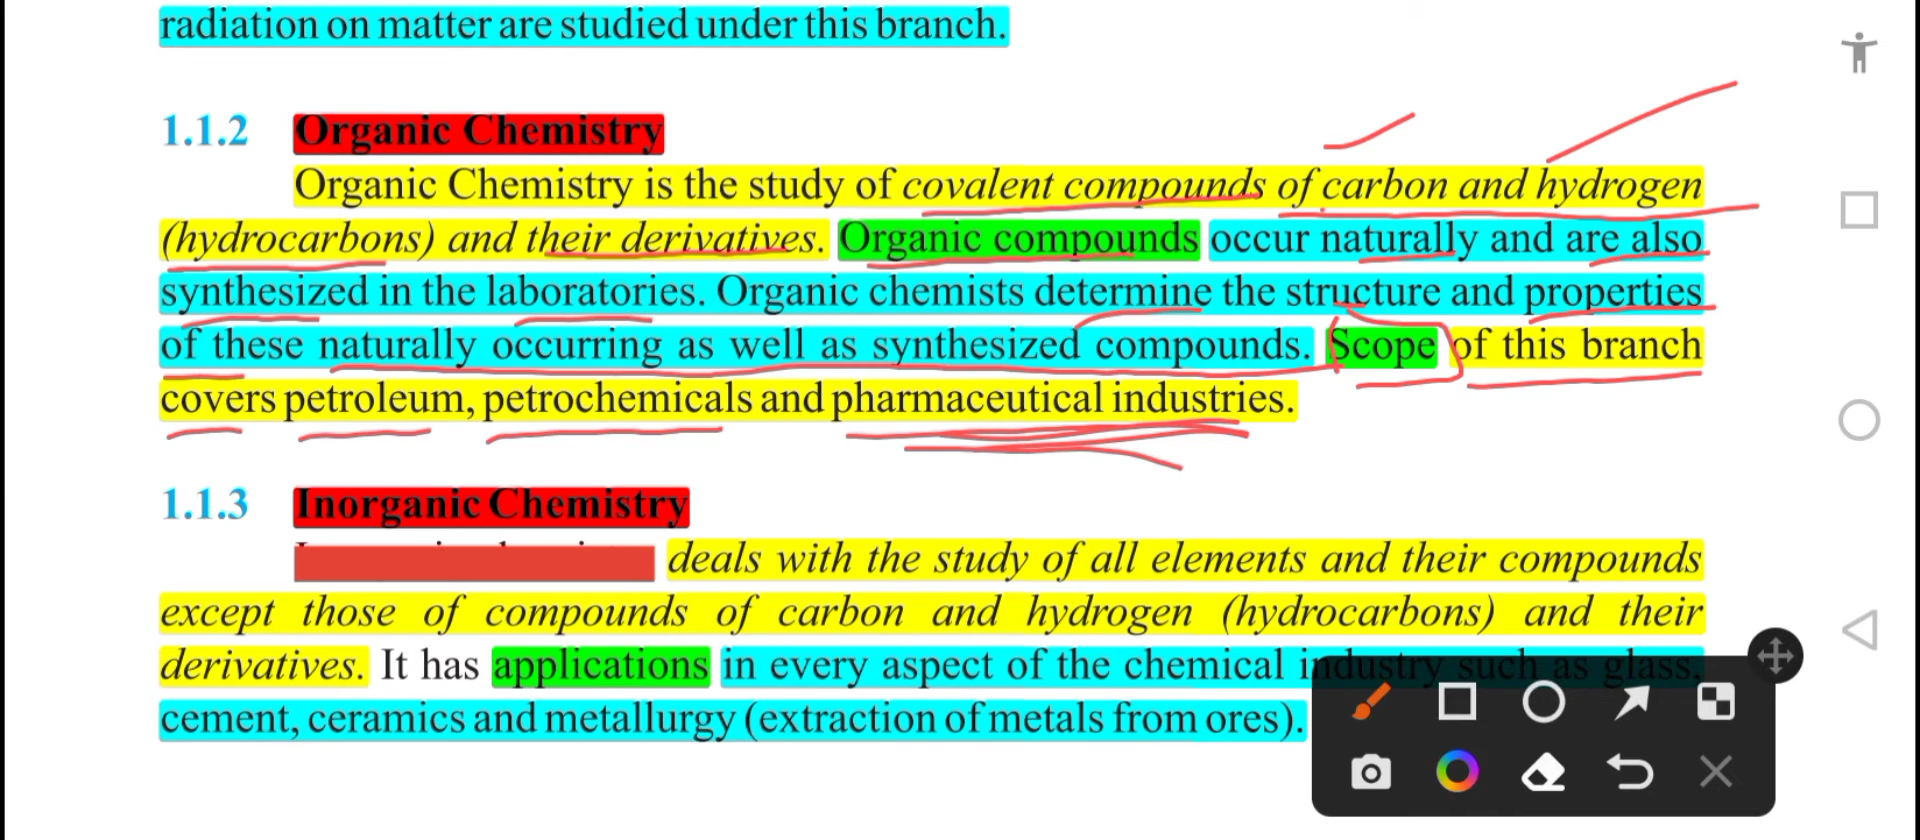 radiation on matter are studied under this branch.
1.1.2 Organic Chemistry
Organic Chemistry is the study of covalent compounds of carbon and hydrogen
(hydrocarbons) and their derivatives. Organic compounds occur naturally and are also
synthesized in the laboratories. Organic chemists determine the structure and properties
of these naturally occurring as well as synthesized compounds. Scope of this branch
covers petroleum, petrochemicals and pharmaceutical industries.
1.1.3 Inorganic Chemistry
deals with the study of all elements and their compounds
except those of compounds of carbon and hydrogen (hydrocarbons) and their
derivatives. It has applications in every aspect of the chemical industry such as glass,
cement, ceramics and metallurgy (extraction of metals from ores).